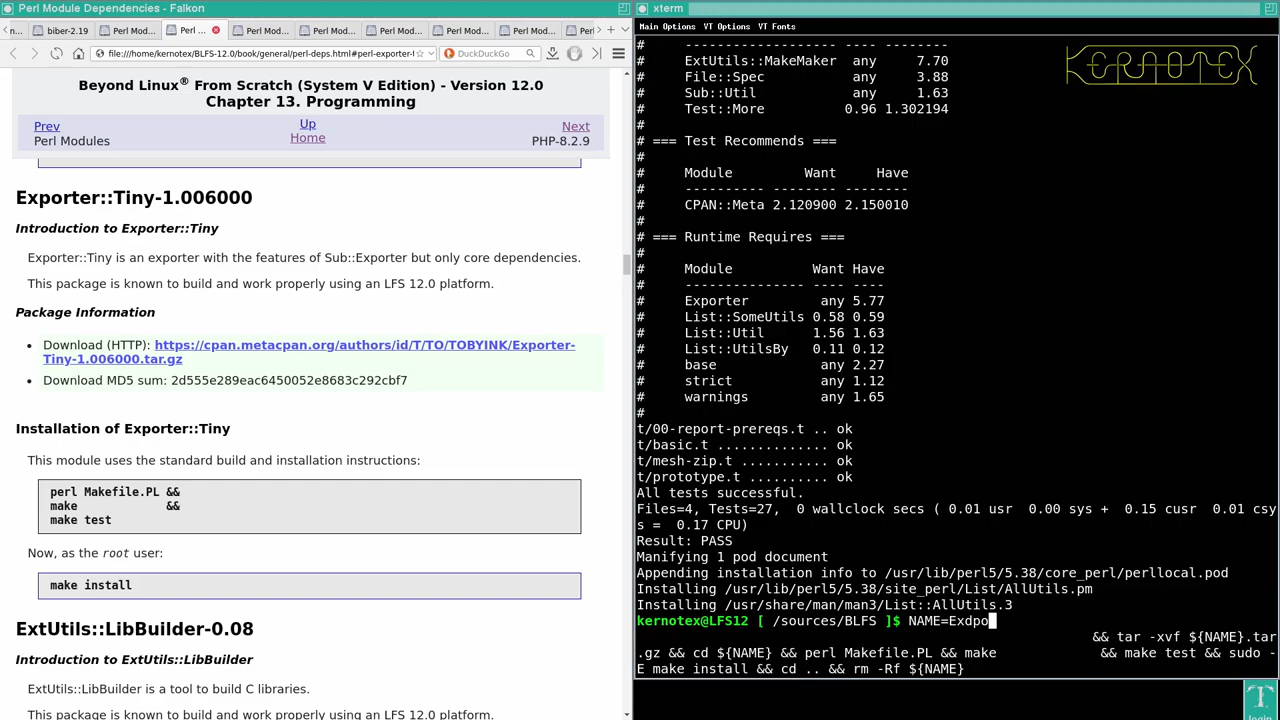 Perl Module Dependencies - Falkon
biber-2.19
Perl Mod...
Perl ...
Perl Mod...
Perl Mod...
Perl Mod...
Perl Mod...
Perl Mod...
file:///home/kernotex/BLFS-12.0/book/general/perl-deps.html#perl-exporter-t
DuckDuckGo
Beyond Linux® From Scratch (System V Edition) - Version 12.0
Chapter 13. Programming
Prev Up Next
Perl Modules Home PHP-8.2.9
Exporter::Tiny-1.006000
Introduction to Exporter::Tiny
Exporter::Tiny is an exporter with the features of Sub::Exporter but only core dependencies.
This package is known to build and work properly using an LFS 12.0 platform.
Package Information
• Download (HTTP): https://cpan.metacpan.org/authors/id/T/TO/TOBYINK/Exporter-
Tiny-1.006000.tar.gz
• Download MD5 sum: 2d555e289eac6450052e8683c292cbf7
Installation of Exporter::Tiny
This module uses the standard build and installation instructions:
perl Makefile.PL &&
make &&
make test
Now, as the root user:
make install
ExtUtils::LibBuilder-0.08
Introduction to ExtUtils::LibBuilder
ExtUtils::LibBuilder is a tool to build C libraries.
This package is known to build and work properly using an LFS 12.0 platform.
xterm
Main Options VT Options VT Fonts
KERNOTEX
# ------------------- ---- --------
# ExtUtils::MakeMaker any 7.70
# File::Spec any 3.88
# Sub::Util any 1.63
# Test::More 0.96 1.302194
#
# === Test Recommends ===
#
# Module Want Have
# ---------- -------- --------
# CPAN::Meta 2.120900 2.150010
#
# === Runtime Requires ===
#
# Module Want Have
# --------------- ---- ----
# Exporter any 5.77
# List::SomeUtils 0.58 0.59
# List::Util 1.56 1.63
# List::UtilsBy 0.11 0.12
# base any 2.27
# strict any 1.12
# warnings any 1.65
#
t/00-report-prereqs.t .. ok
t/basic.t .............. ok
t/mesh-zip.t ........... ok
t/prototype.t .......... ok
All tests successful.
Files=4, Tests=27, 0 wallclock secs ( 0.01 usr 0.00 sys + 0.15 cusr 0.01 csy
s = 0.17 CPU)
Result: PASS
Manifying 1 pod document
Appending installation info to /usr/lib/perl5/5.38/core_perl/perllocal.pod
Installing /usr/lib/perl5/5.38/site_perl/List/AllUtils.pm
Installing /usr/share/man/man3/List::AllUtils.3
kernotex@LFS12 [ /sources/BLFS ]$ NAME=Exdpo
&& tar -xvf ${NAME}.tar
.gz && cd ${NAME} && perl Makefile.PL && make && make test && sudo -
E make install && cd .. && rm -Rf ${NAME}
login